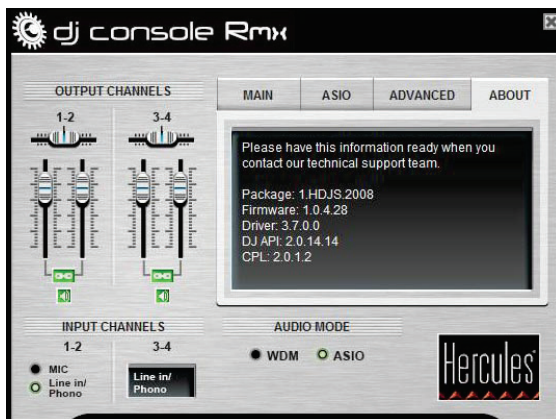 dj console Rmx
OUTPUT CHANNELS
1-2
3-4
MAIN
ASIO
ADVANCED
ABOUT
Please have this information ready when you
contact our technical support team.
Package: 1.HDJS.2008
Firmware: 1.0.4.28
Driver: 3.7.0.0
DJ API: 2.0.14.14
CPL: 2.0.1.2
INPUT CHANNELS
1-2
3-4
MIC
Line in/
Phono
Line in/
Phono
AUDIO MODE
WDM
ASIO
Hercules